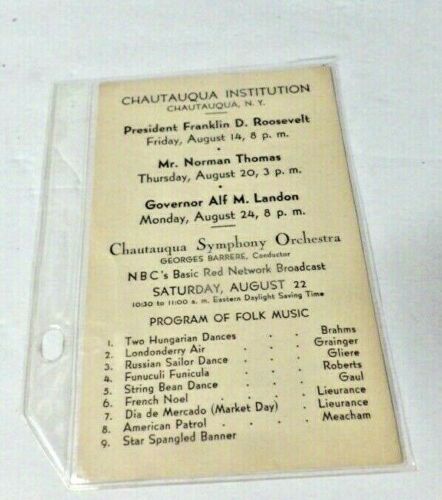 CHAUTAUQUA INSTITUTION
CHAUTAUQUA, N. Y.
President Franklin D. Roosevelt
Friday, August 14, 8 p. m.
Mr. Norman Thomas
Thursday, August 20, 3 p. m.
Governor Alf M. Landon
Monday, August 24, 8 p. m.
Chautauqua Symphony Orchestra
GEORGES BARRERE, Conductor
NBC's Basic Red Network Broadcast
SATURDAY, AUGUST 22
10:30 to 11:00 a. m. Eastern Daylight Saving Time
PROGRAM OF FOLK MUSIC
1. Two Hungarian Dances . . . Brahms
2. Londonderry Air . . . Grainger
3. Russian Sailor Dance . . . Gliere
4. Funuculi Funicula . . . Roberts
5. String Bean Dance . . . Gaul
6. French Noel . . . Lieurance
7. Dia de Mercado (Market Day) . . Lieurance
8. American Patrol . . . Meacham
9. Star Spangled Banner